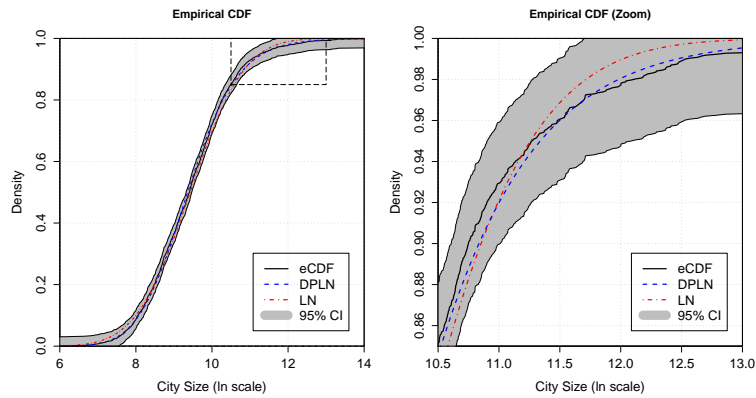 Empirical CDF
Density
0.0 0.2 0.4 0.6 0.8 1.0
6 8 10 12 14
City Size (ln scale)
eCDF
DPLN
LN
95% CI
Empirical CDF (Zoom)
Density
0.86 0.88 0.90 0.92 0.94 0.96 0.98 1.00
10.5 11.0 11.5 12.0 12.5 13.0
City Size (ln scale)
eCDF
DPLN
LN
95% CI